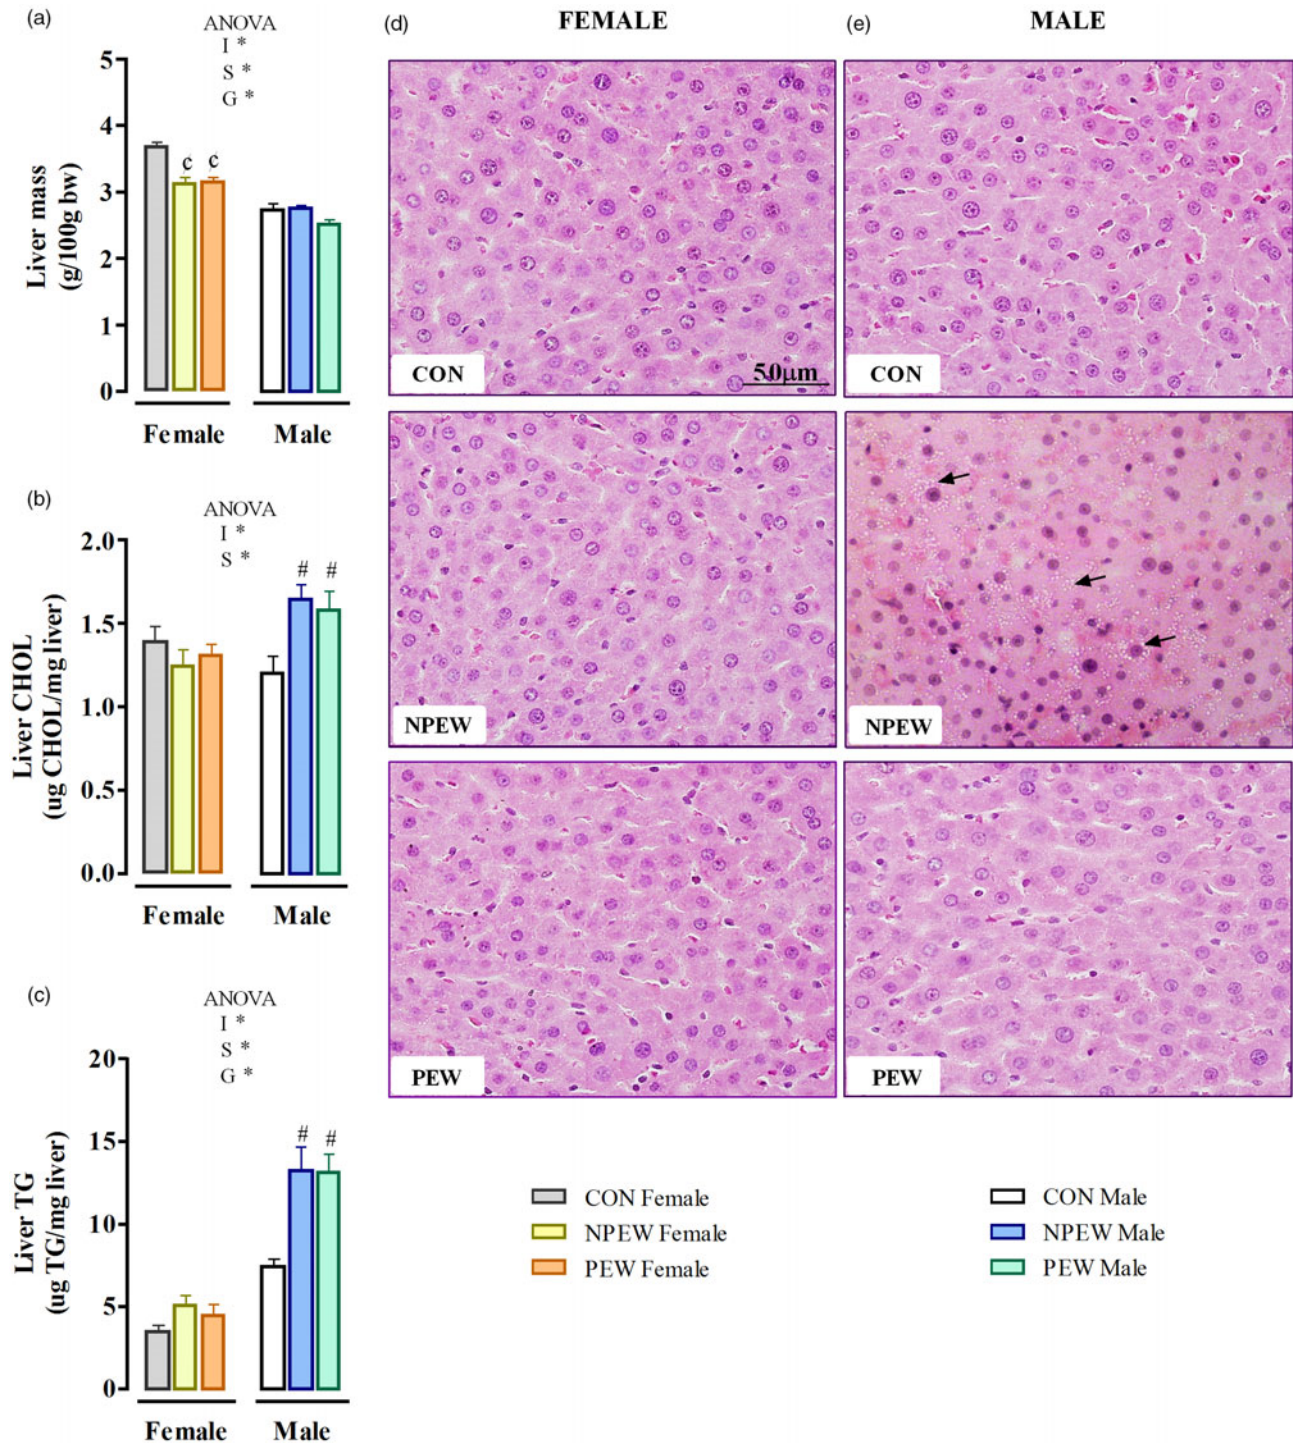 (a)
ANOVA
I *
S *
G *
5
4
3
2
1
0
Liver mass
(g/100g bw)
¢ ¢
Female Male
(b)
ANOVA
I *
S *
2.0
1.5
1.0
0.5
0.0
Liver CHOL
(ug CHOL/mg liver)
# #
Female Male
(c)
ANOVA
I *
S *
G *
20
15
10
5
0
Liver TG
(ug TG/mg liver)
# #
Female Male
(d) FEMALE
CON
50μm
NPEW
PEW
(e) MALE
CON
NPEW
PEW
CON Female
NPEW Female
PEW Female
CON Male
NPEW Male
PEW Male